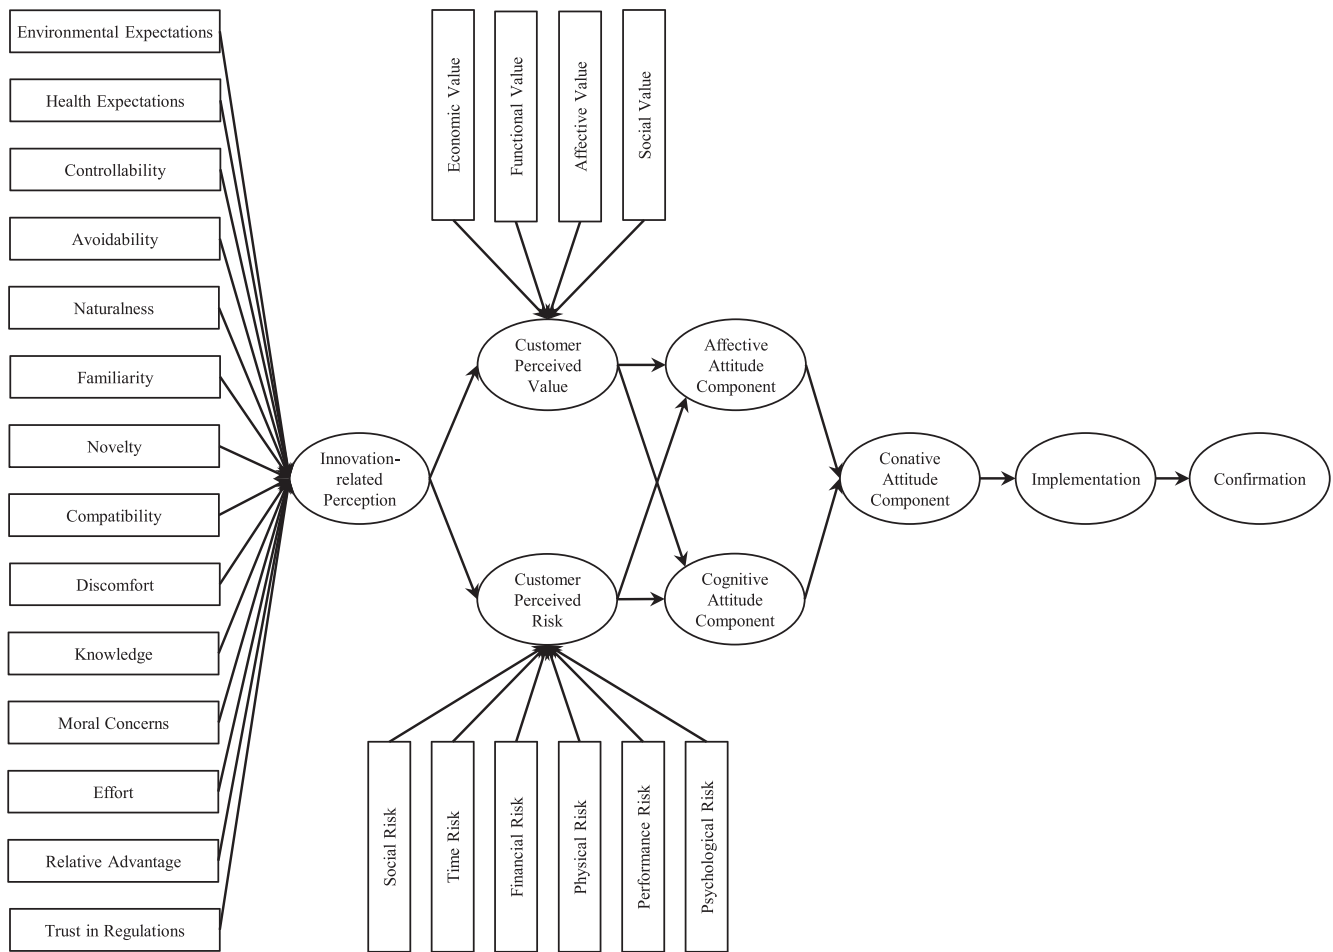 Environmental Expectations
Health Expectations
Controllability
Avoidability
Naturalness
Familiarity
Novelty
Compatibility
Discomfort
Knowledge
Moral Concerns
Effort
Relative Advantage
Trust in Regulations
Innovation-
related
Perception
Economic Value
Functional Value
Affective Value
Social Value
Customer
Perceived
Value
Customer
Perceived
Risk
Social Risk
Time Risk
Financial Risk
Physical Risk
Performance Risk
Psychological Risk
Affective
Attitude
Component
Cognitive
Attitude
Component
Conative
Attitude
Component
Implementation
Confirmation